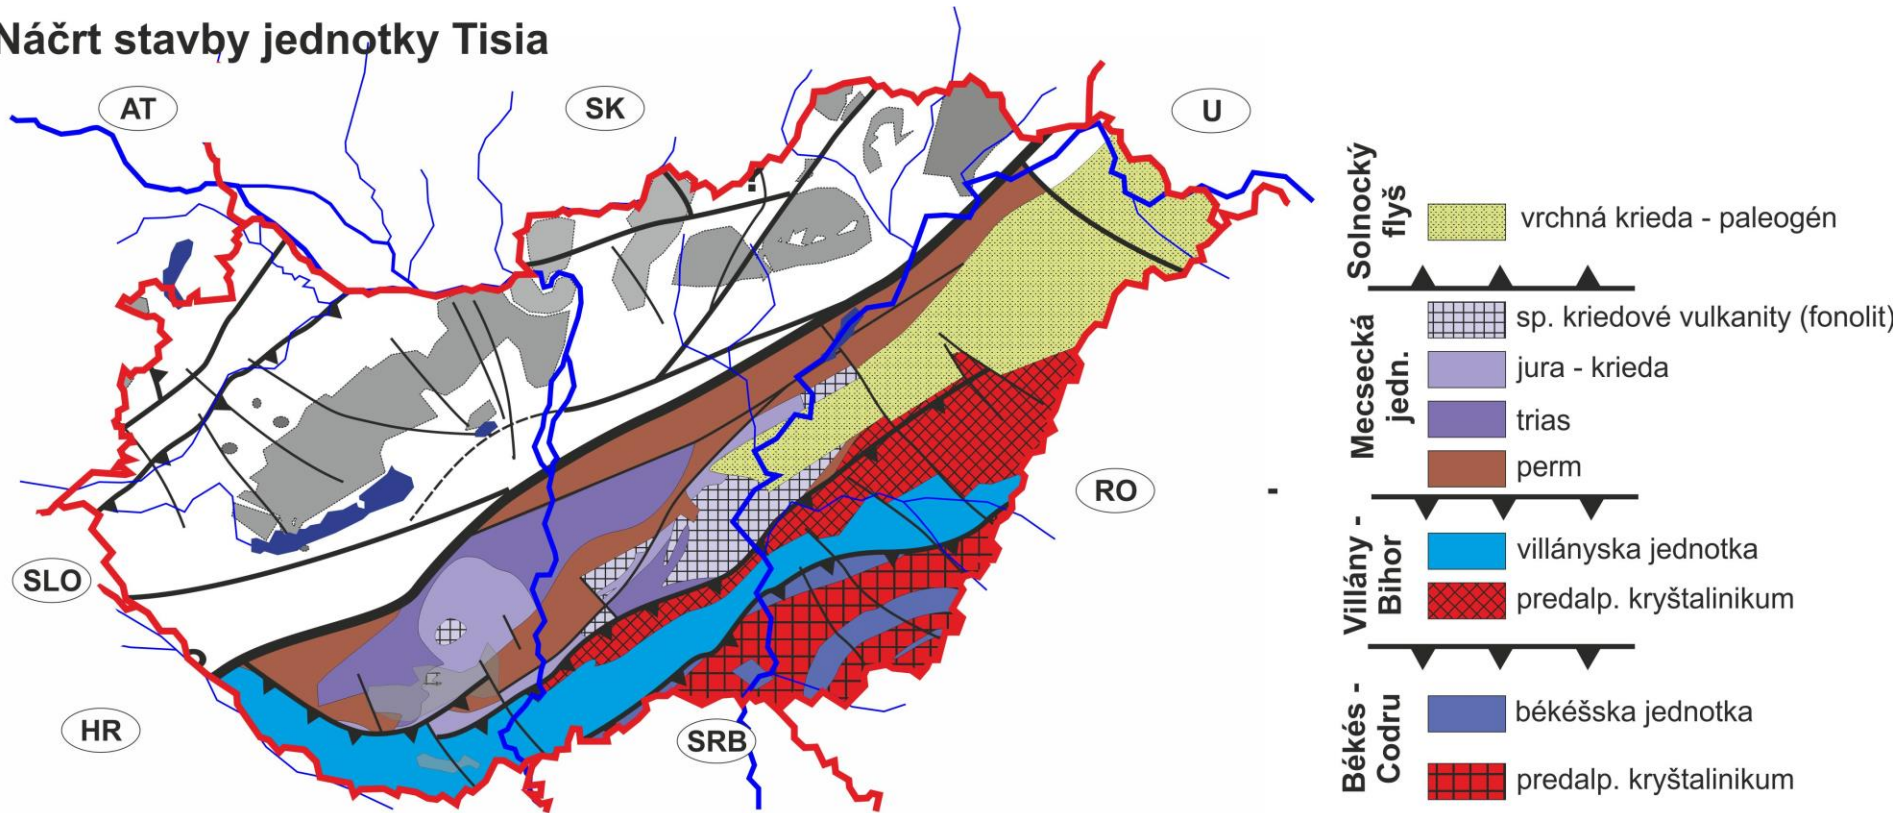 Náčrt stavby jednotky Tisia
AT
SK
U
SLO
HR
SRB
RO
-
Solnocký
flyš
vrchná krieda - paleogén
Mecsecká
jedn.
sp. kriedové vulkanity (fonolit)
jura - krieda
trias
perm
Villány -
Bihor
villányska jednotka
predalp. kryštalinikum
Békés -
Codru
békéšska jednotka
predalp. kryštalinikum